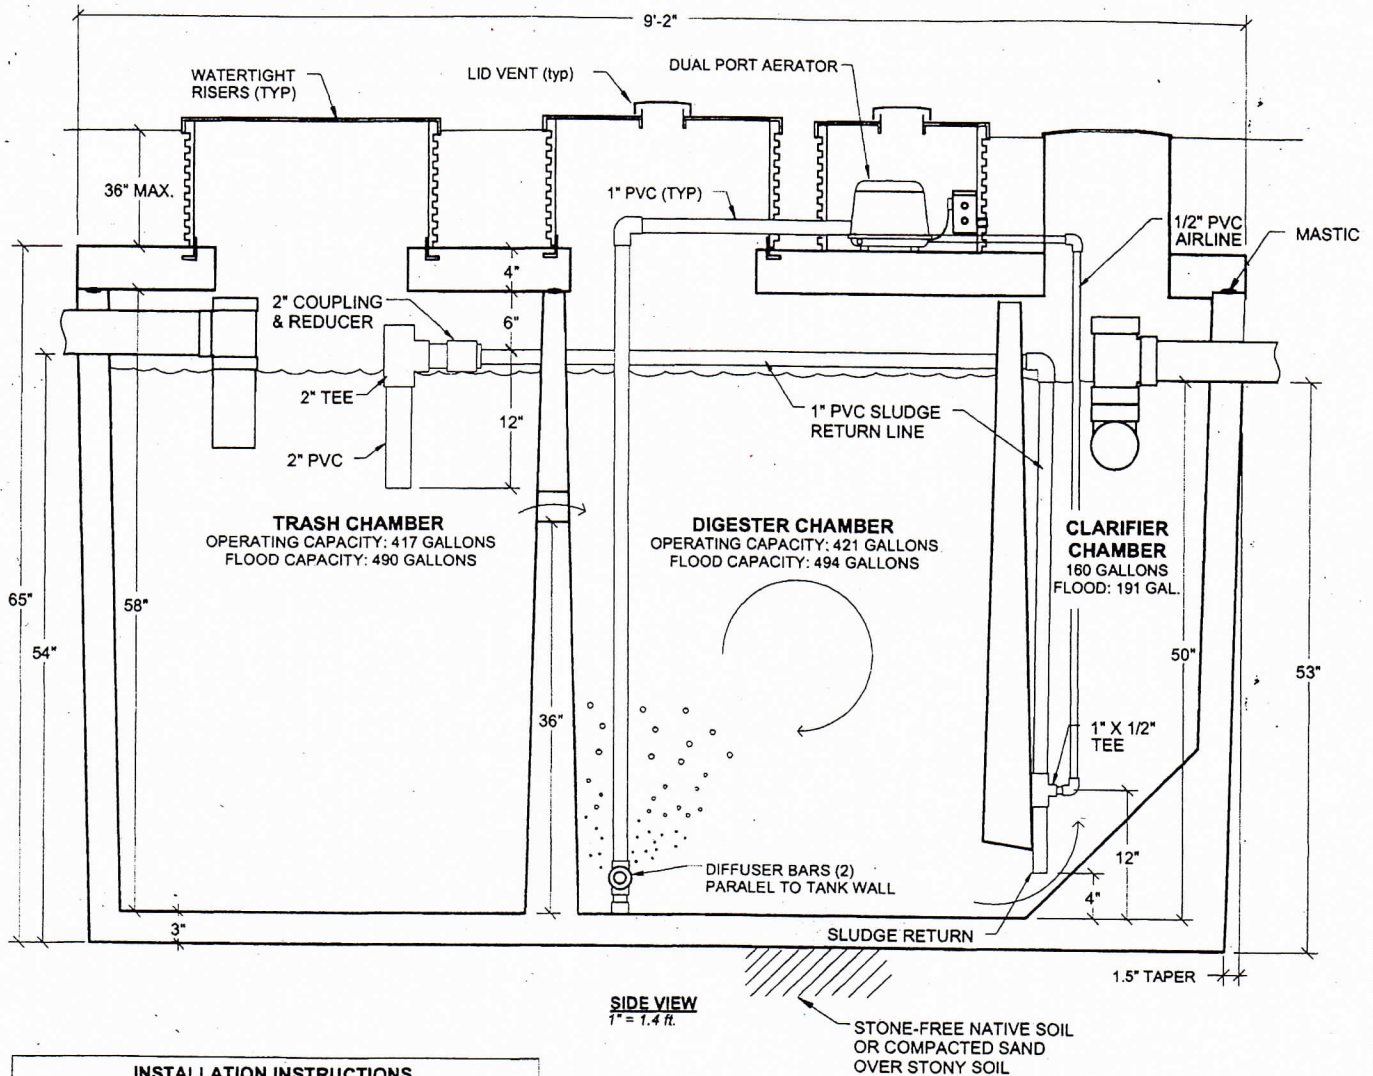 9'-2"
WATERTIGHT
RISERS (TYP)
LID VENT (typ)
DUAL PORT AERATOR
36" MAX.
1" PVC (TYP)
1/2" PVC
AIRLINE
MASTIC
4"
2" COUPLING
& REDUCER
6"
2" TEE
12"
1" PVC SLUDGE
RETURN LINE
2" PVC
TRASH CHAMBER
OPERATING CAPACITY: 417 GALLONS
FLOOD CAPACITY: 490 GALLONS
DIGESTER CHAMBER
OPERATING CAPACITY: 421 GALLONS
FLOOD CAPACITY: 494 GALLONS
CLARIFIER
CHAMBER
160 GALLONS
FLOOD: 191 GAL.
65"
58"
54"
50"
53"
36"
1" X 1/2"
TEE
12"
DIFFUSER BARS (2)
PARALEL TO TANK WALL
4"
3"
SLUDGE RETURN
1.5" TAPER
SIDE VIEW
1" = 1.4 ft.
STONE-FREE NATIVE SOIL
OR COMPACTED SAND
OVER STONY SOIL
INSTALLATION INSTRUCTIONS